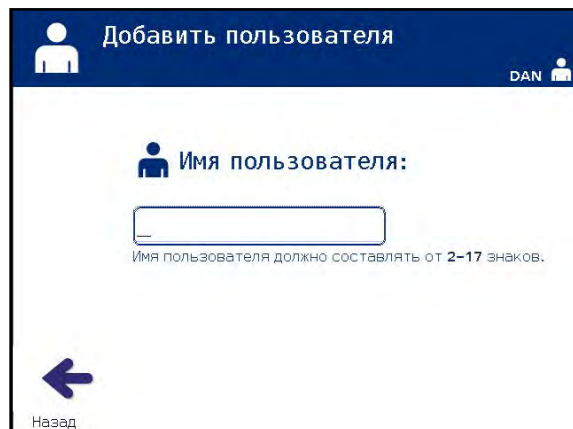 Добавить пользователя
DAN
Имя пользователя:
_
Имя пользователя должно составлять от 2–17 знаков.
Назад